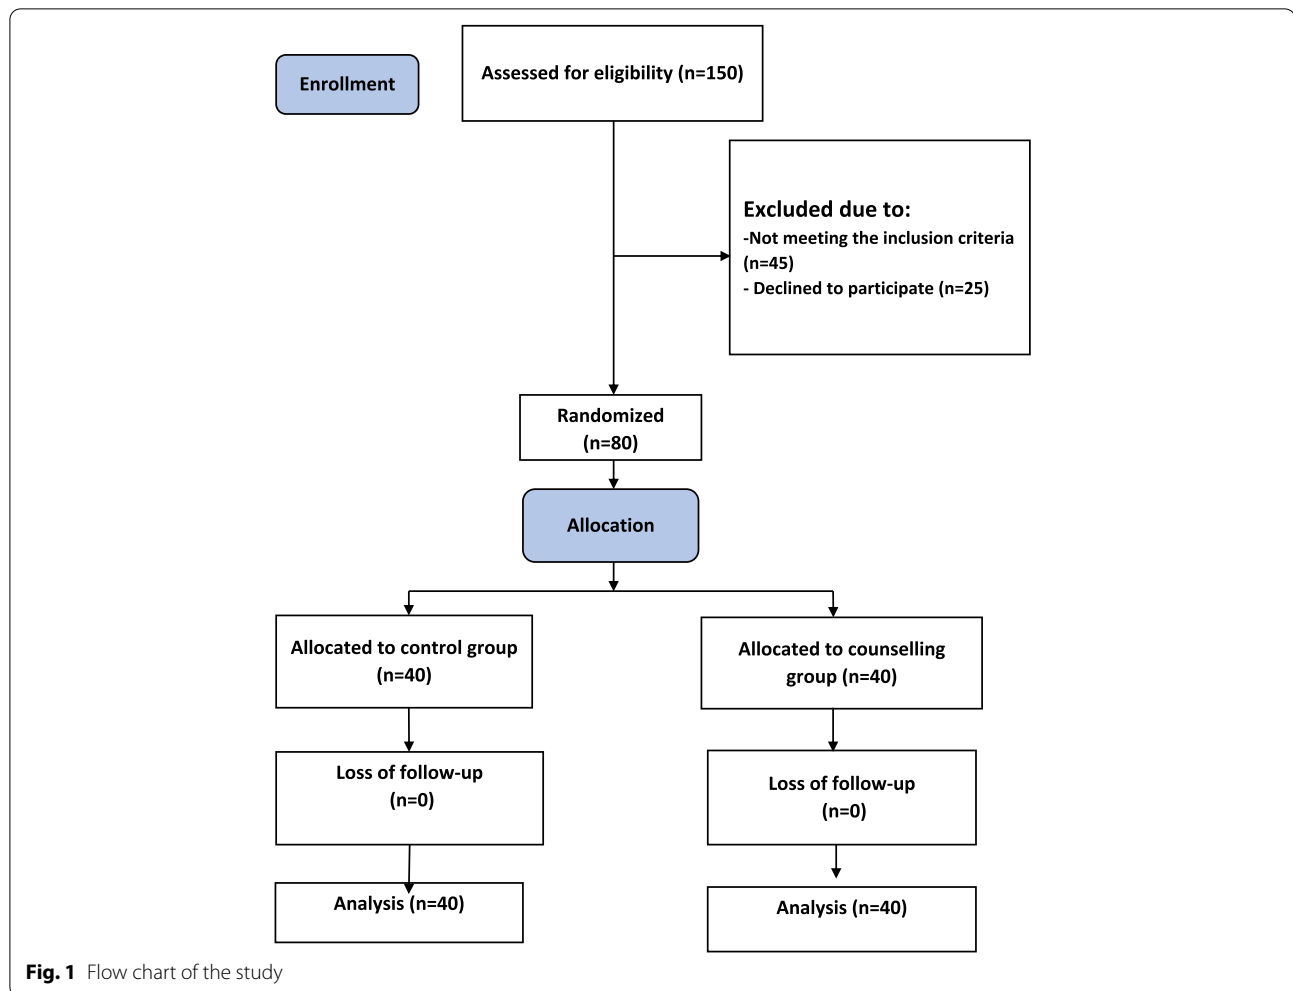 Enrollment
Assessed for eligibility (n=150)
Excluded due to:
-Not meeting the inclusion criteria
(n=45)
- Declined to participate (n=25)
Randomized
(n=80)
Allocation
Allocated to control group
(n=40)
Allocated to counselling
group (n=40)
Loss of follow-up
(n=0)
Loss of follow-up
(n=0)
Analysis (n=40)
Analysis (n=40)
Fig. 1 Flow chart of the study